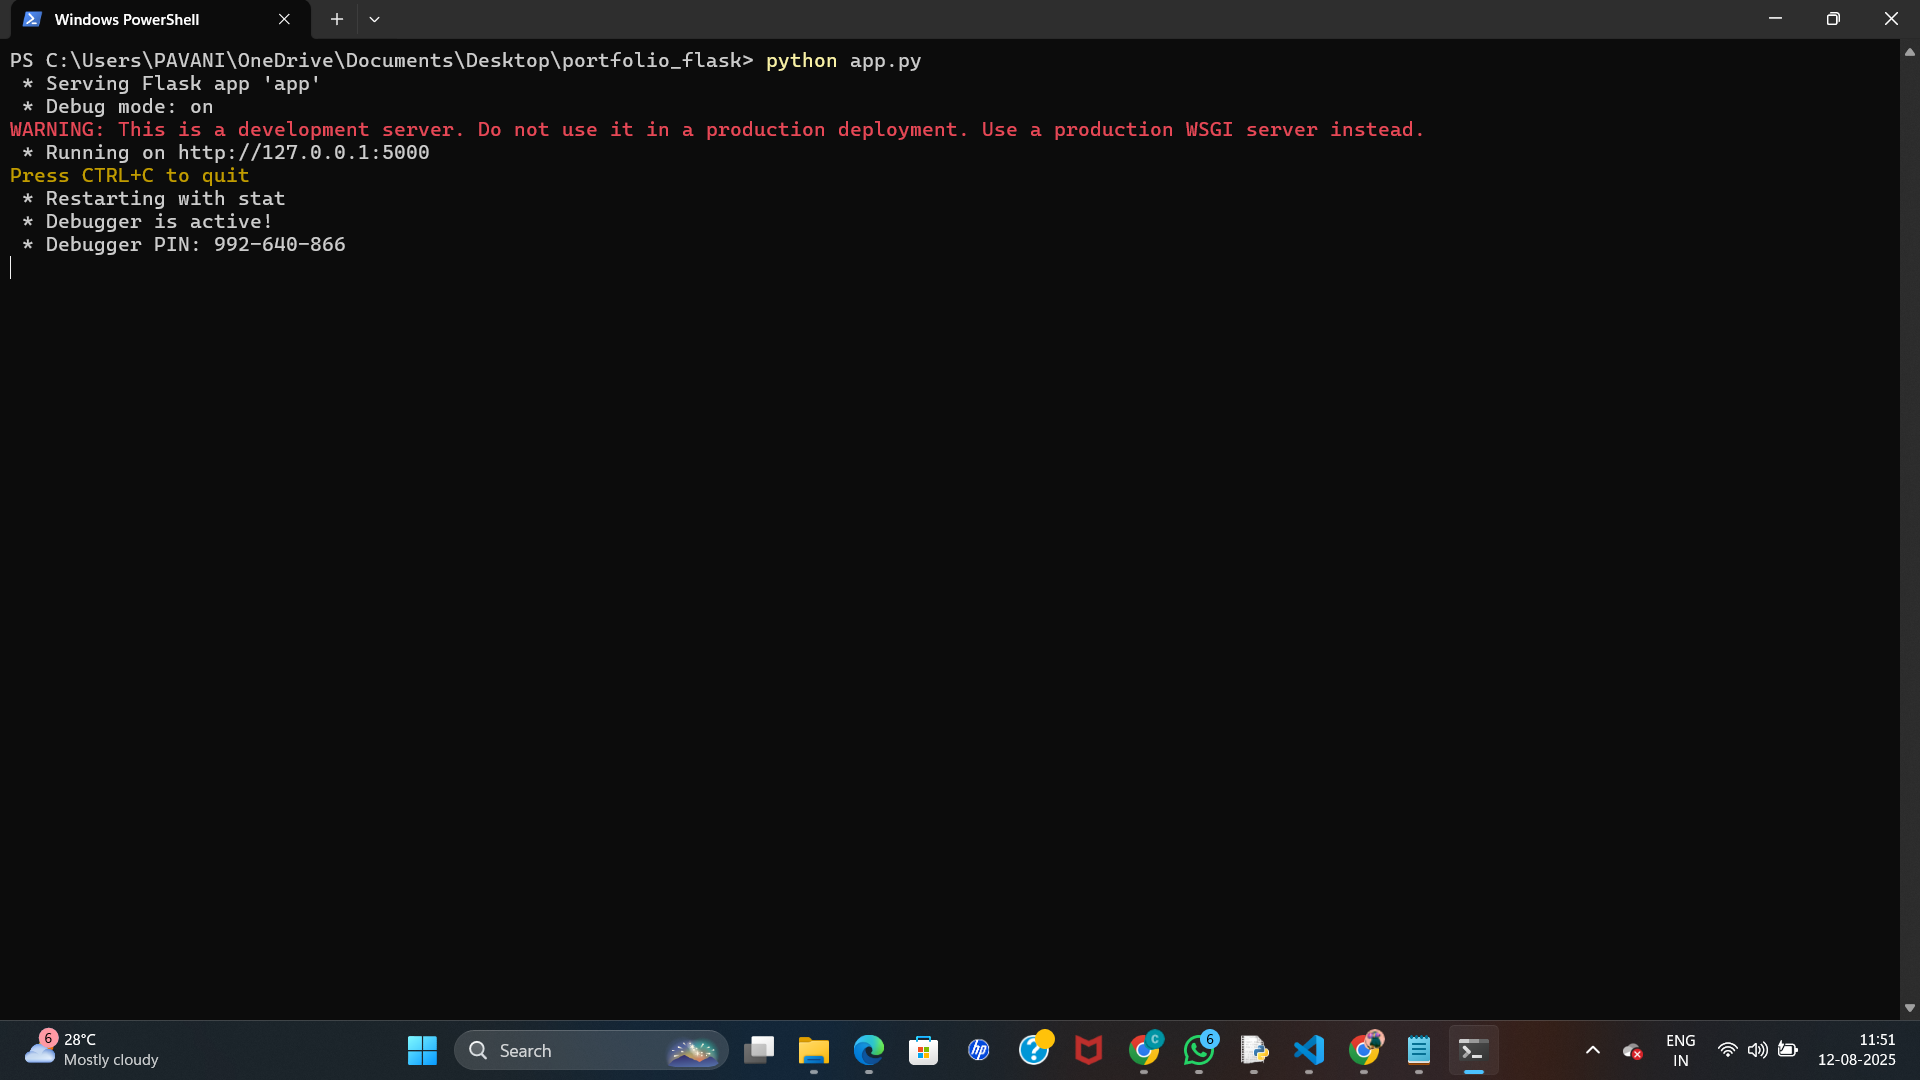 Windows PowerShell
PS C:\Users\PAVANI\OneDrive\Documents\Desktop\portfolio_flask> python app.py
 * Serving Flask app 'app'
 * Debug mode: on
WARNING: This is a development server. Do not use it in a production deployment. Use a production WSGI server instead.
 * Running on http://127.0.0.1:5000
Press CTRL+C to quit
 * Restarting with stat
 * Debugger is active!
 * Debugger PIN: 992-640-866
6
28°C
Mostly cloudy
Search
hp
?
C
6
ENG
IN
11:51
12-08-2025